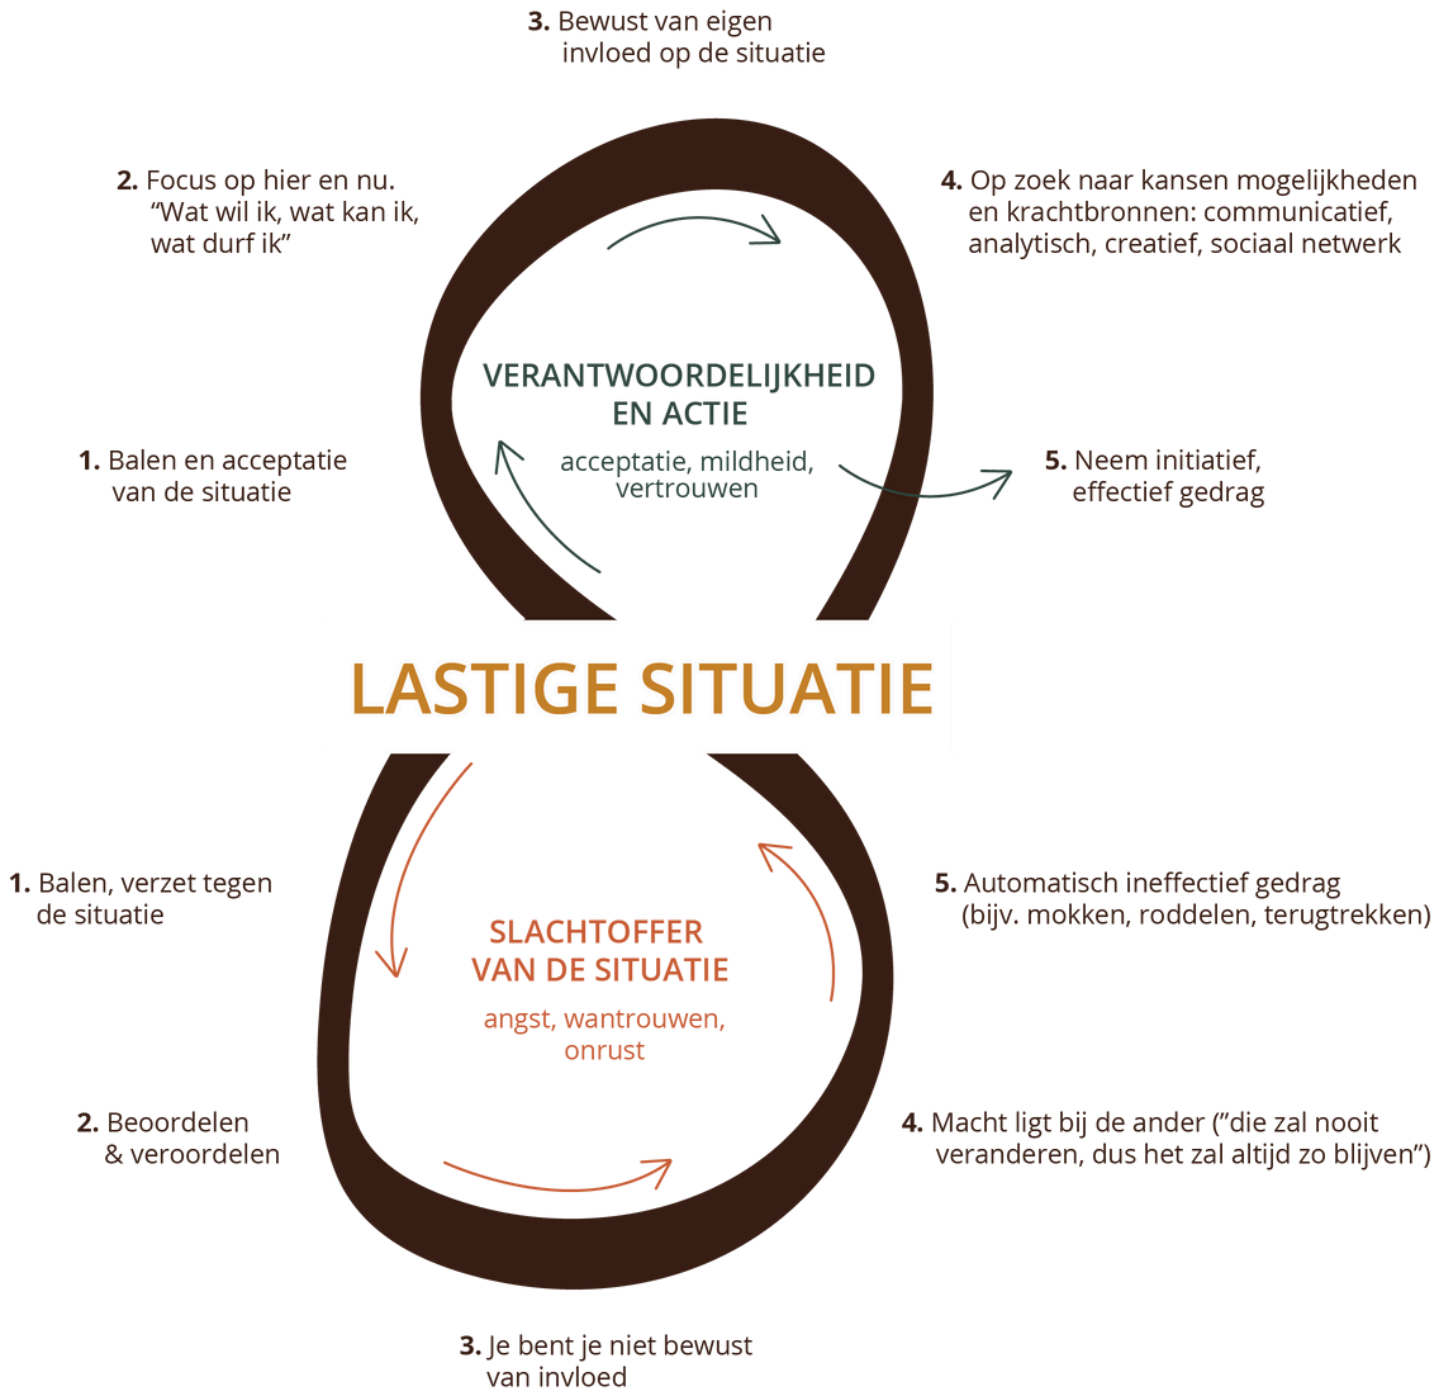 3. Bewust van eigen
invloed op de situatie
2. Focus op hier en nu.
“Wat wil ik, wat kan ik,
wat durf ik”
4. Op zoek naar kansen mogelijkheden
en krachtbronnen: communicatief,
analytisch, creatief, sociaal netwerk
VERANTWOORDELIJKHEID
EN ACTIE
acceptatie, mildheid,
vertrouwen
1. Balen en acceptatie
van de situatie
5. Neem initiatief,
effectief gedrag
LASTIGE SITUATIE
1. Balen, verzet tegen
de situatie
5. Automatisch ineffectief gedrag
(bijv. mokken, roddelen, terugtrekken)
SLACHTOFFER
VAN DE SITUATIE
angst, wantrouwen,
onrust
2. Beoordelen
& veroordelen
4. Macht ligt bij de ander (”die zal nooit
veranderen, dus het zal altijd zo blijven”)
3. Je bent je niet bewust
van invloed